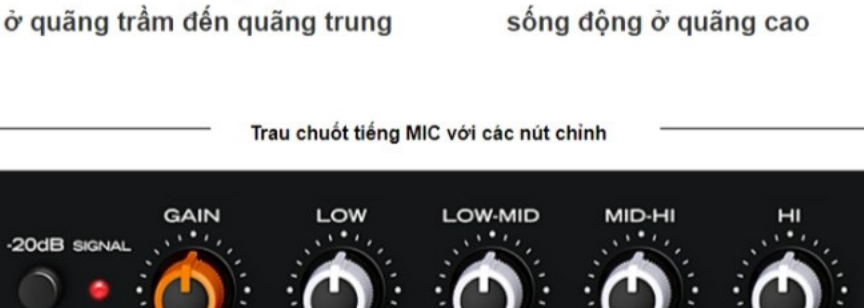 ở quãng trầm đến quãng trung
sống động ở quãng cao
Trau chuốt tiếng MIC với các nút chỉnh
GAIN LOW LOW-MID MID-HI HI
-20dB SIGNAL